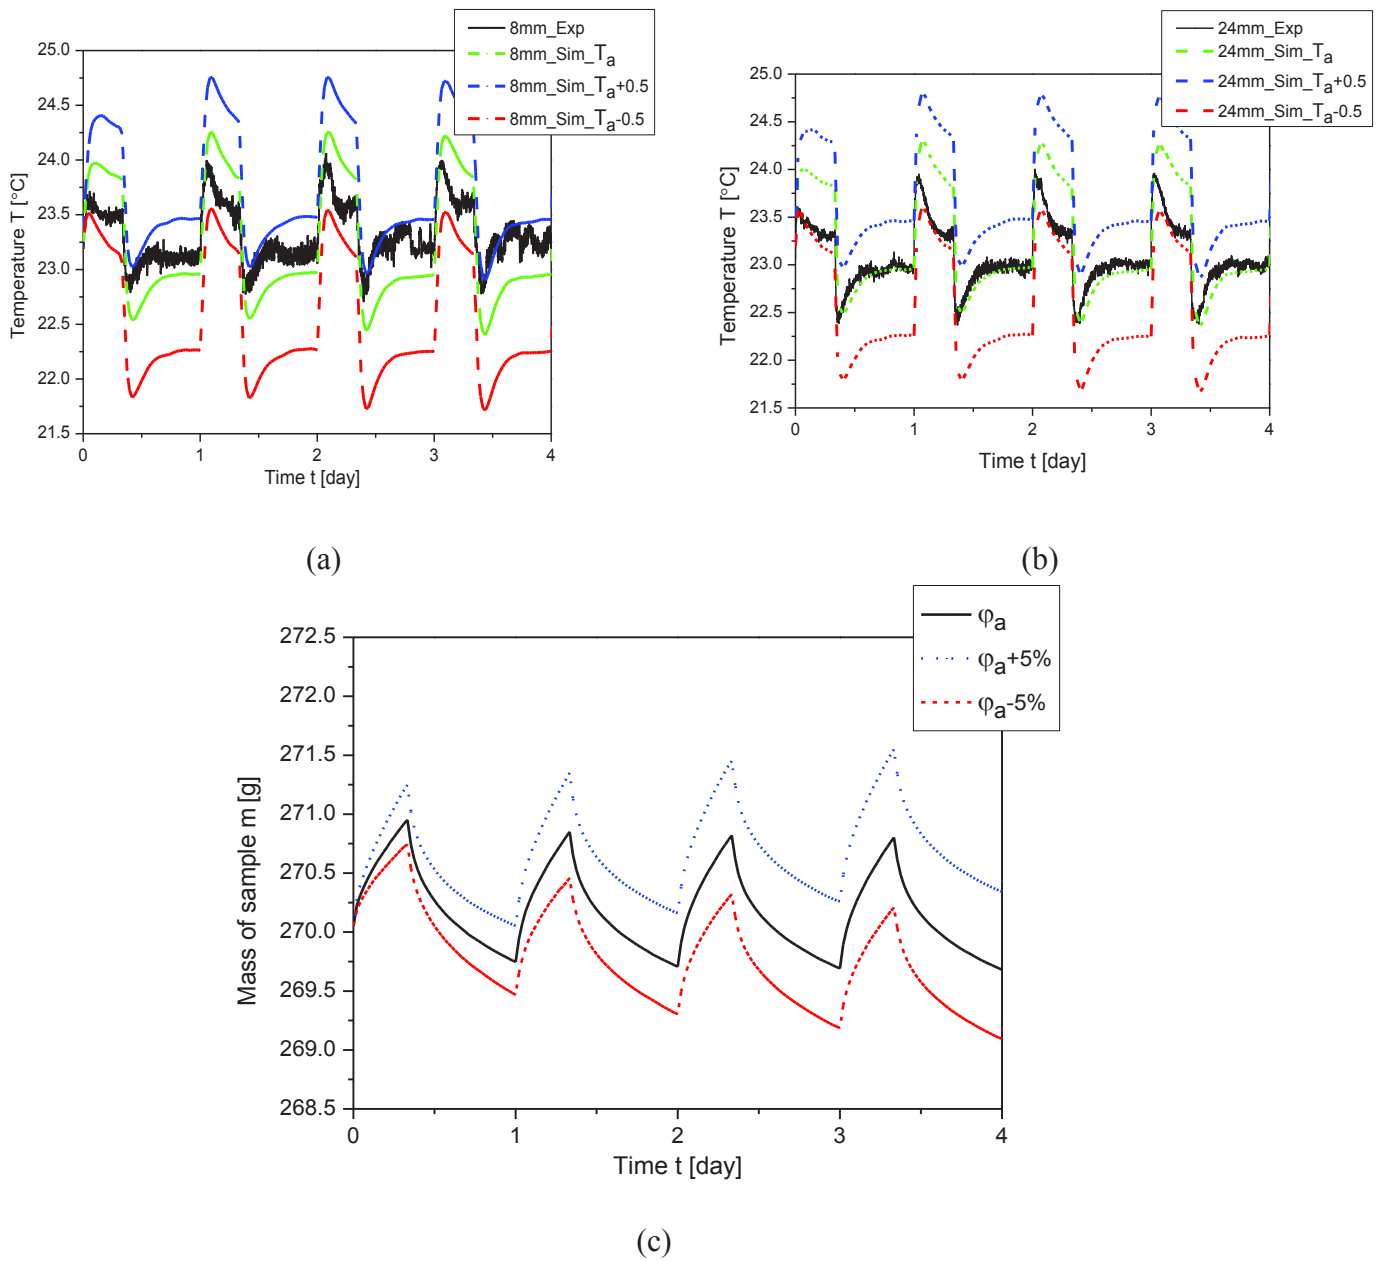 8mm_Exp
8mm_Sim_Ta
8mm_Sim_Ta+0.5
8mm_Sim_Ta-0.5
25.0
24.5
24.0
23.5
23.0
22.5
22.0
21.5
Temperature T [°C]
0 1 2 3 4
Time t [day]
(a)
24mm_Exp
24mm_Sim_Ta
24mm_Sim_Ta+0.5
24mm_Sim_Ta-0.5
25.0
24.5
24.0
23.5
23.0
22.5
22.0
21.5
Temperature T [°C]
0 1 2 3 4
Time t [day]
(b)
φa
φa+5%
φa-5%
272.5
272.0
271.5
271.0
270.5
270.0
269.5
269.0
268.5
Mass of sample m [g]
0 1 2 3 4
Time t [day]
(c)